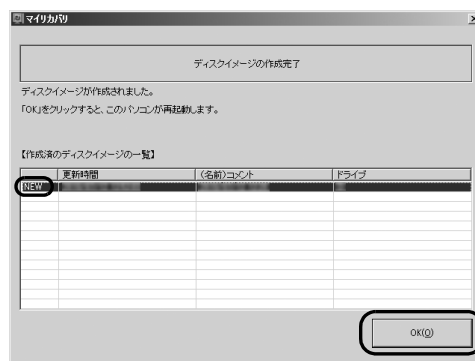 マイリカバリ
ディスクイメージの作成完了
ディスクイメージが作成されました。
「OK」をクリックすると、このパソコンが再起動します。
【作成済のディスクイメージの一覧】
更新時間 (名前)コメント ドライブ
NEW
OK(O)